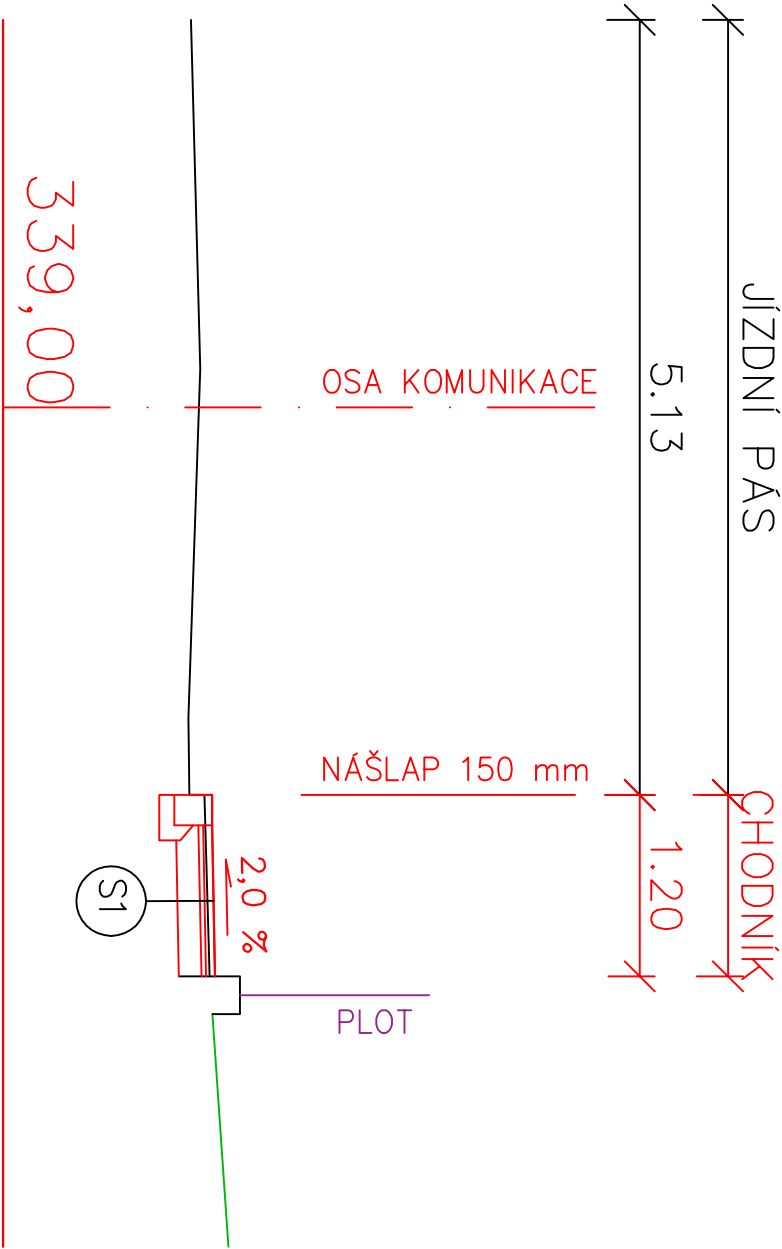 JÍZDNÍ PÁS
CHODNÍK
5.13
1.20
OSA KOMUNIKACE
NÁŠLAP 150 mm
PLOT
2,0 %
S1
339,00